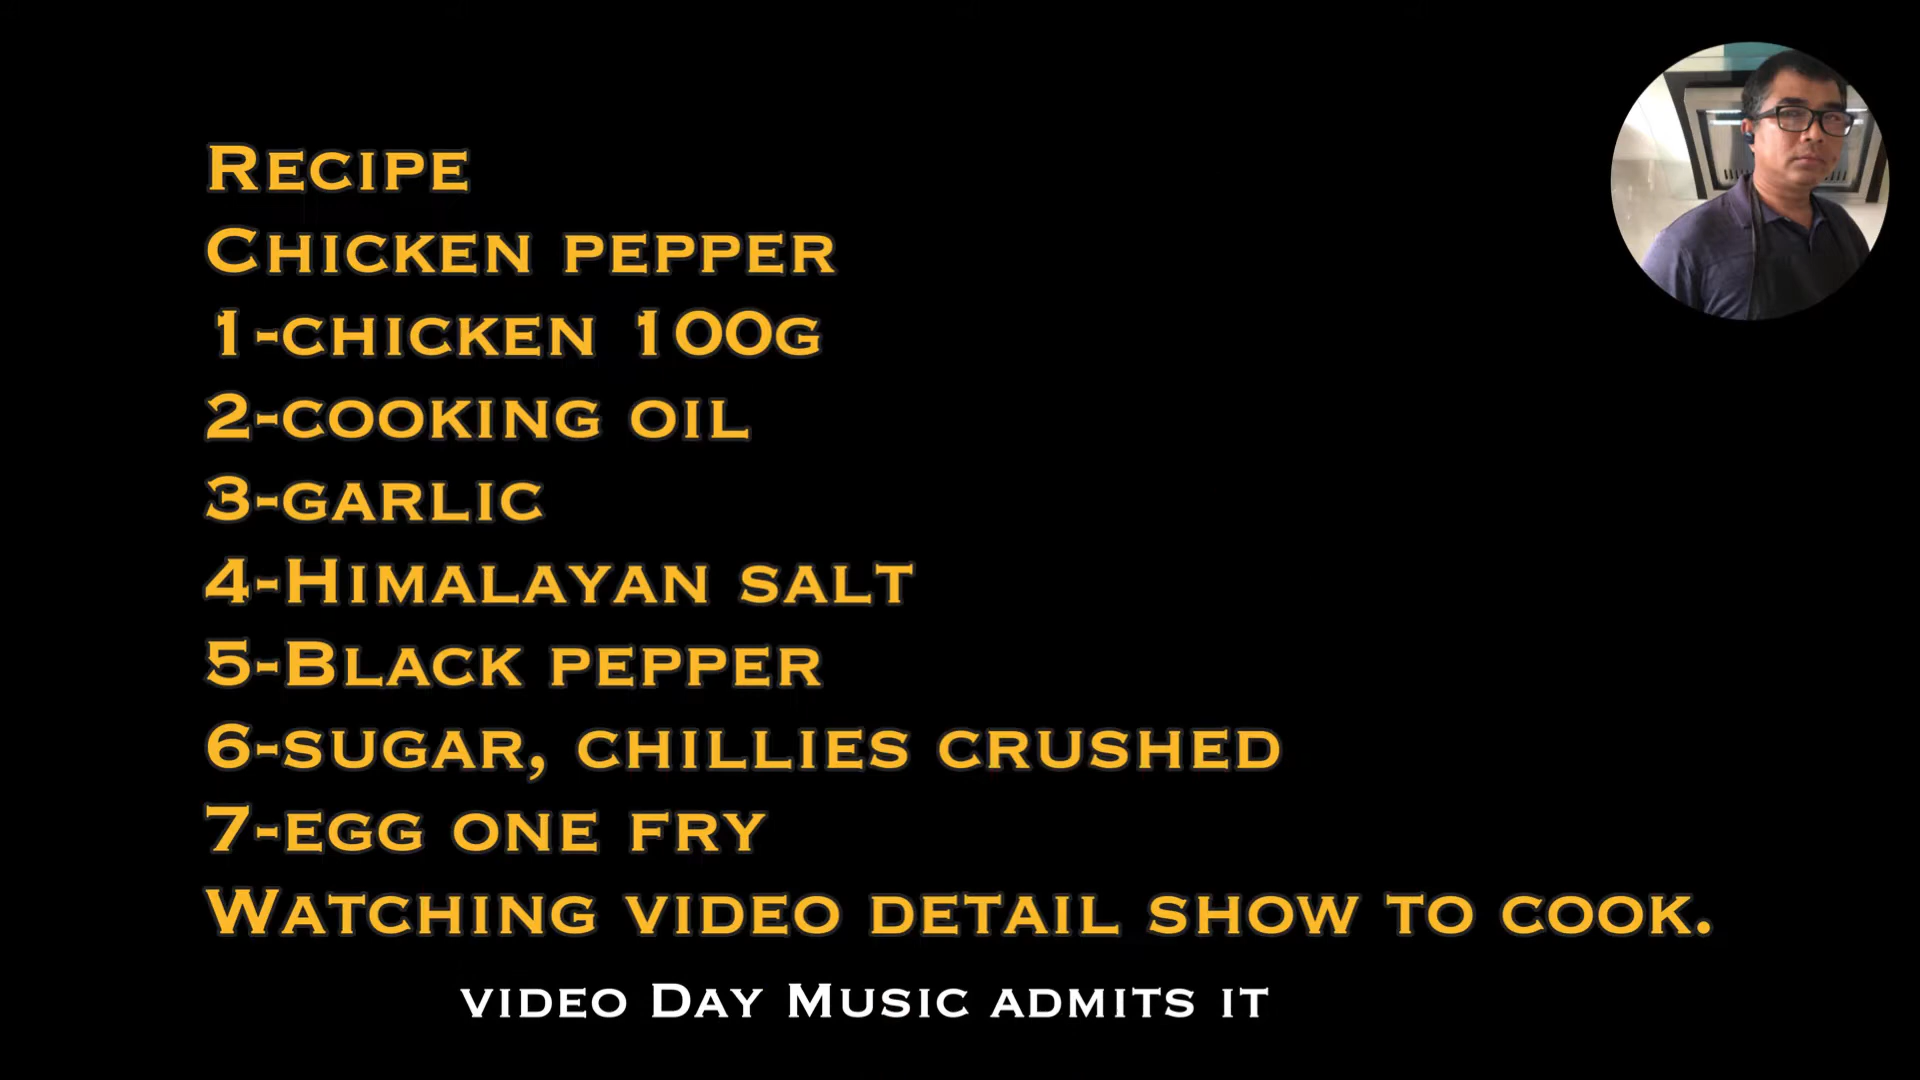 Recipe
Chicken pepper
1-chicken 100g
2-cooking oil
3-garlic
4-Himalayan salt
5-Black pepper
6-sugar, chillies crushed
7-egg one fry
Watching video detail show to cook.
video Day Music admits it